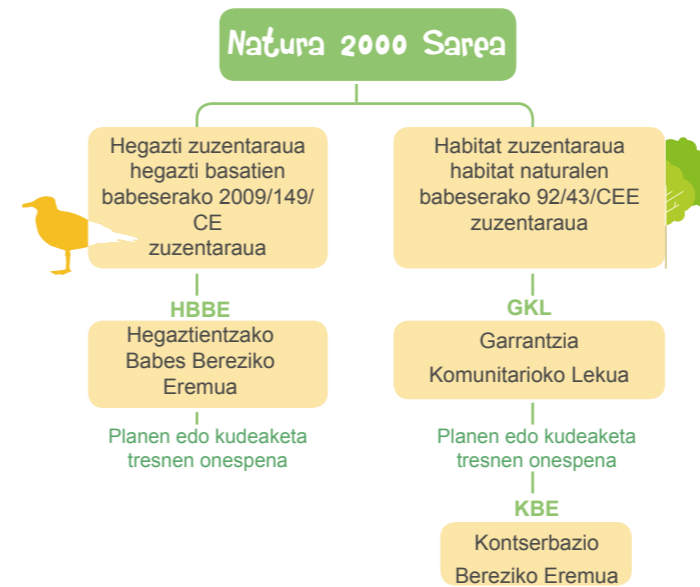 Natura 2000 Sarea
Hegazti zuzentaraua
hegazti basatien
babeserako 2009/149/
CE
zuzentaraua
HBBE
Hegaztientzako
Babes Bereziko
Eremua
Planen edo kudeaketa
tresnen onespena
Habitat zuzentaraua
habitat naturalen
babeserako 92/43/CEE
zuzentaraua
GKL
Garrantzia
Komunitarioko Lekua
Planen edo kudeaketa
tresnen onespena
KBE
Kontserbazio
Bereziko Eremua